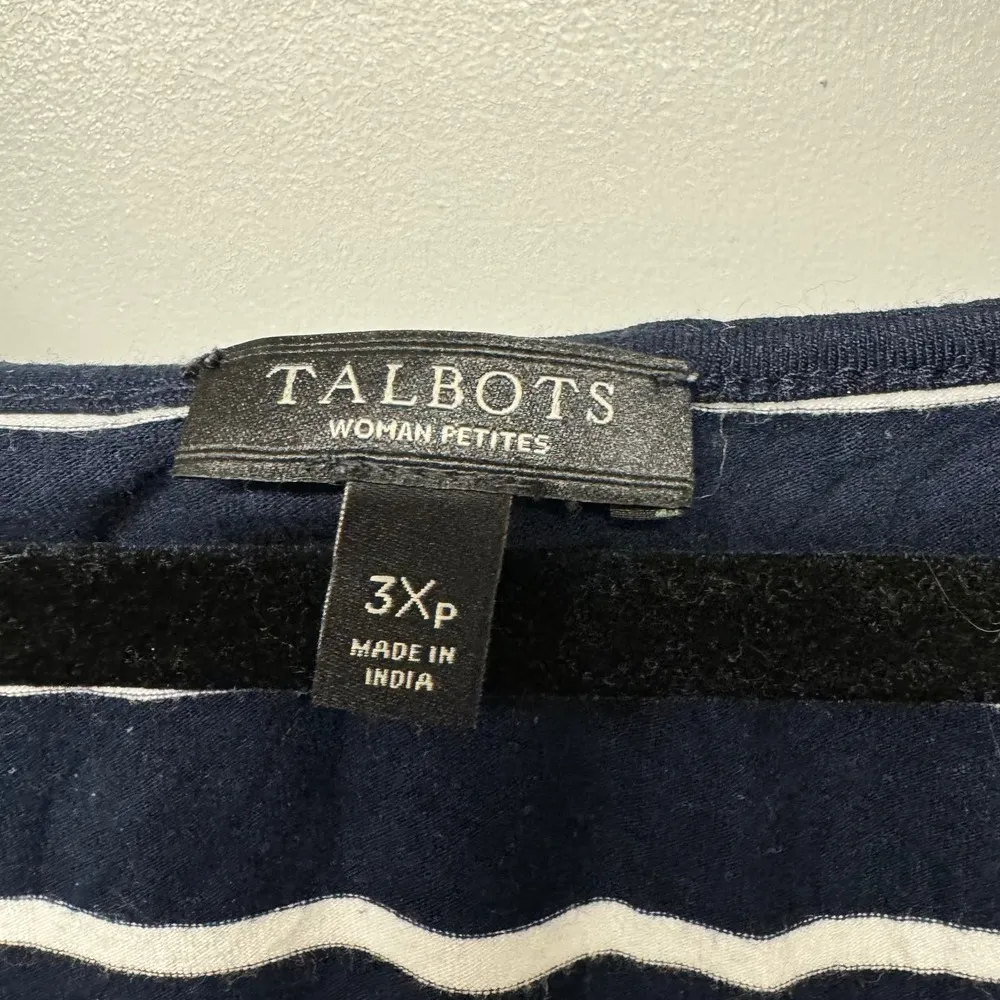 TALBOTS
WOMAN PETITES
3XP
MADE IN
INDIA